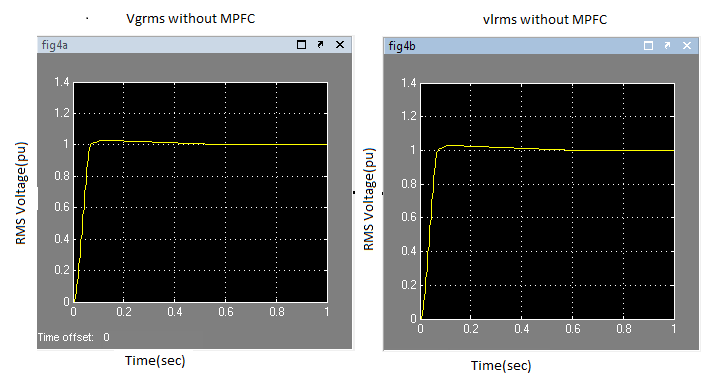 Vgrms without MPFC
vlrms without MPFC
fig4a
fig4b
RMS Voltage(pu)
1.4
1.2
1
0.8
0.6
0.4
0.2
0
0 0.2 0.4 0.6 0.8 1
Time offset: 0
Time(sec)
RMS Voltage(pu)
1.4
1.2
1
0.8
0.6
0.4
0.2
0
0 0.2 0.4 0.6 0.8 1
Time(sec)